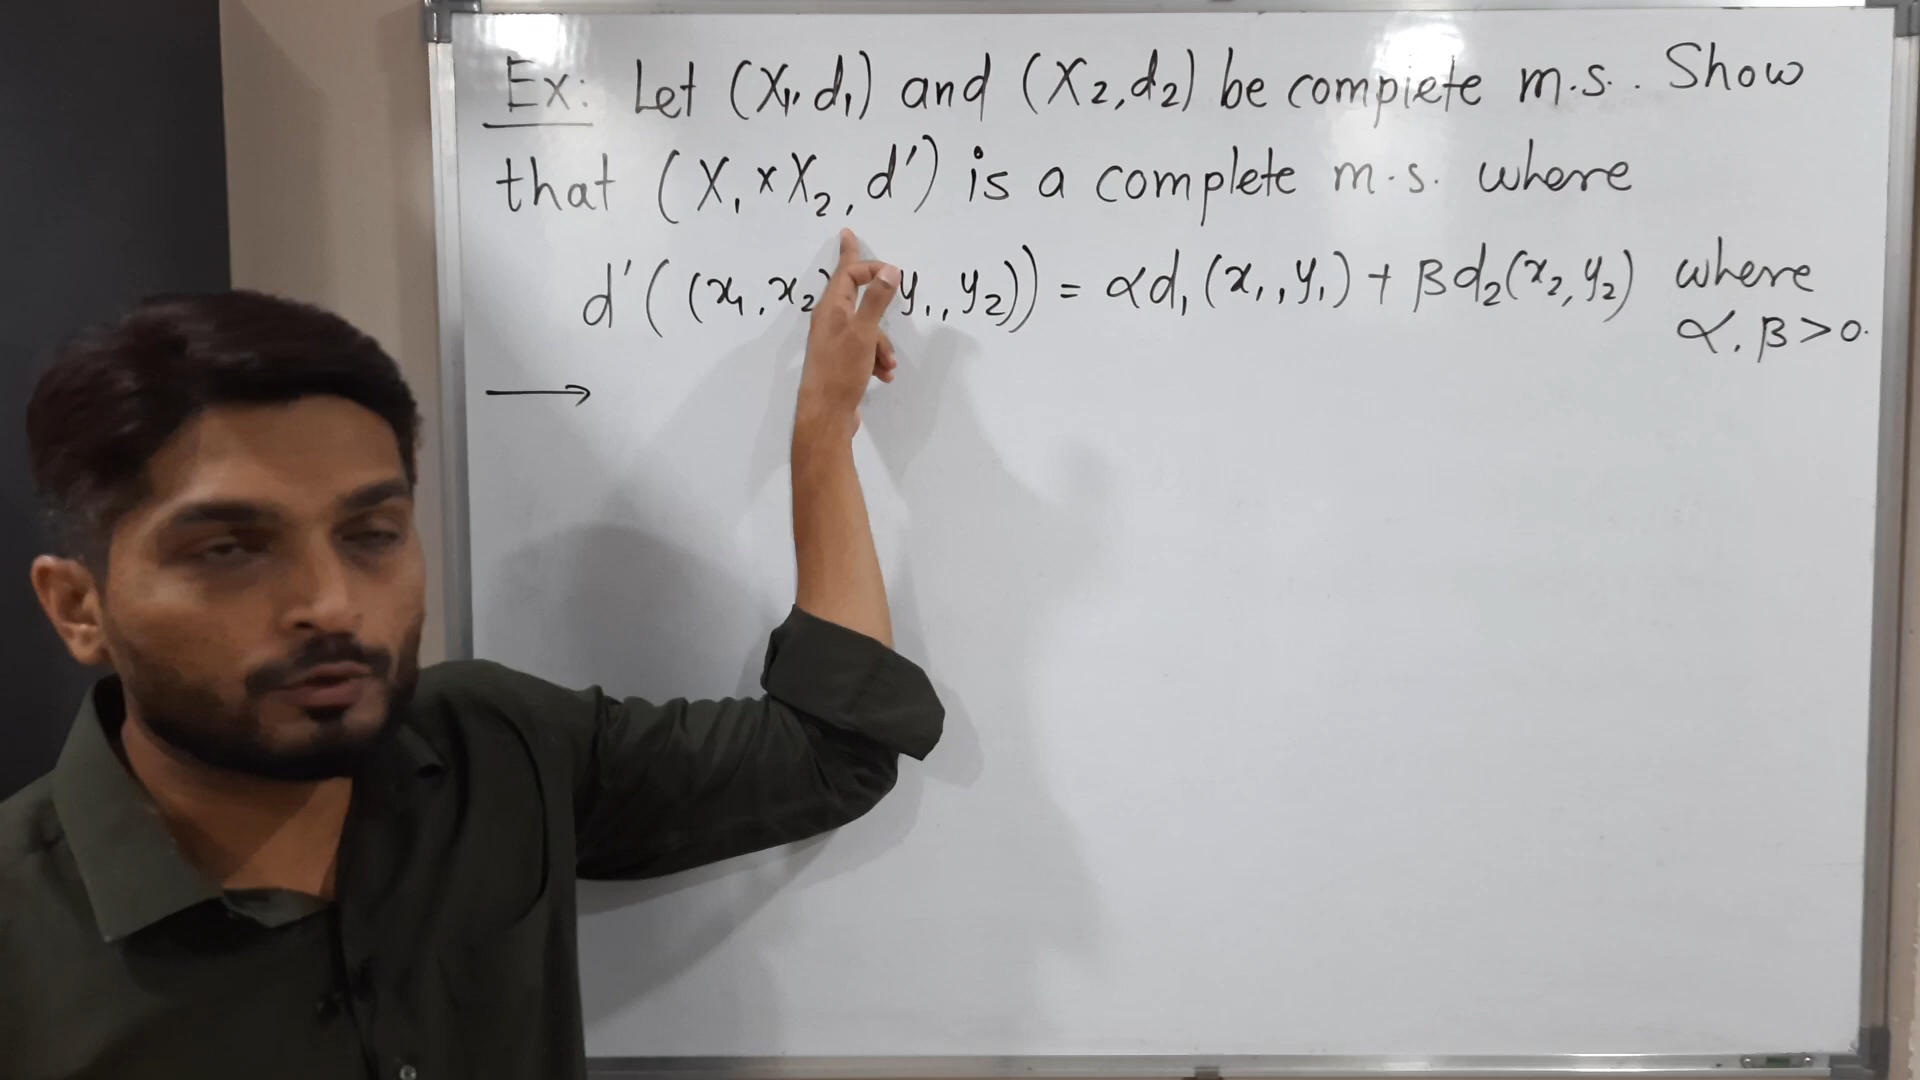 Ex: Let (X₁, d₁) and (X₂, d₂) be complete m.s. . Show
that (X₁ × X₂, d′) is a complete m.s. where
d′((x₁, x₂) y₁, y₂)) = αd₁(x₁, y₁) + βd₂(x₂, y₂) where
α, β > 0.